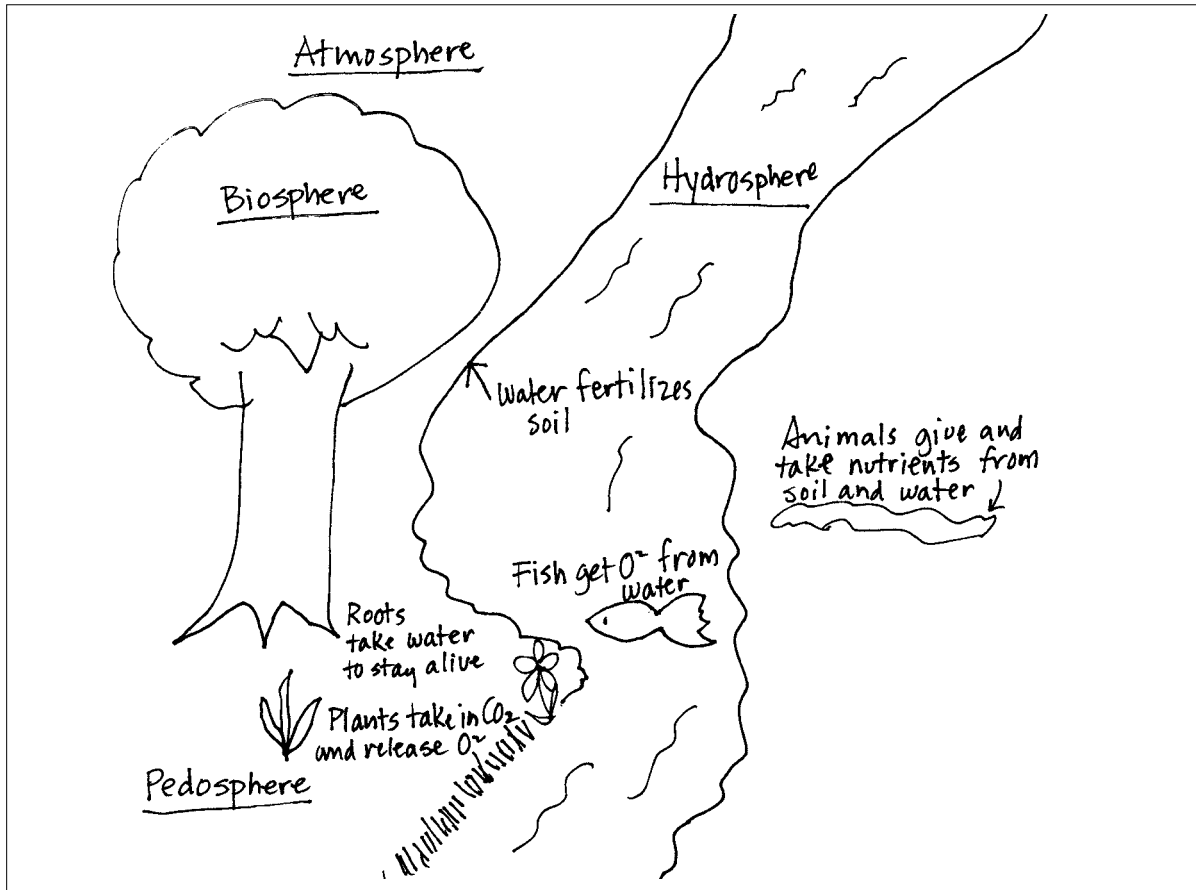 Atmosphere
Biosphere
Hydrosphere
Water fertilizes
soil
Animals give and
take nutrients from
soil and water
Fish get O² from
water
Roots
take water
to stay alive
Plants take in CO₂
and release O²
Pedosphere